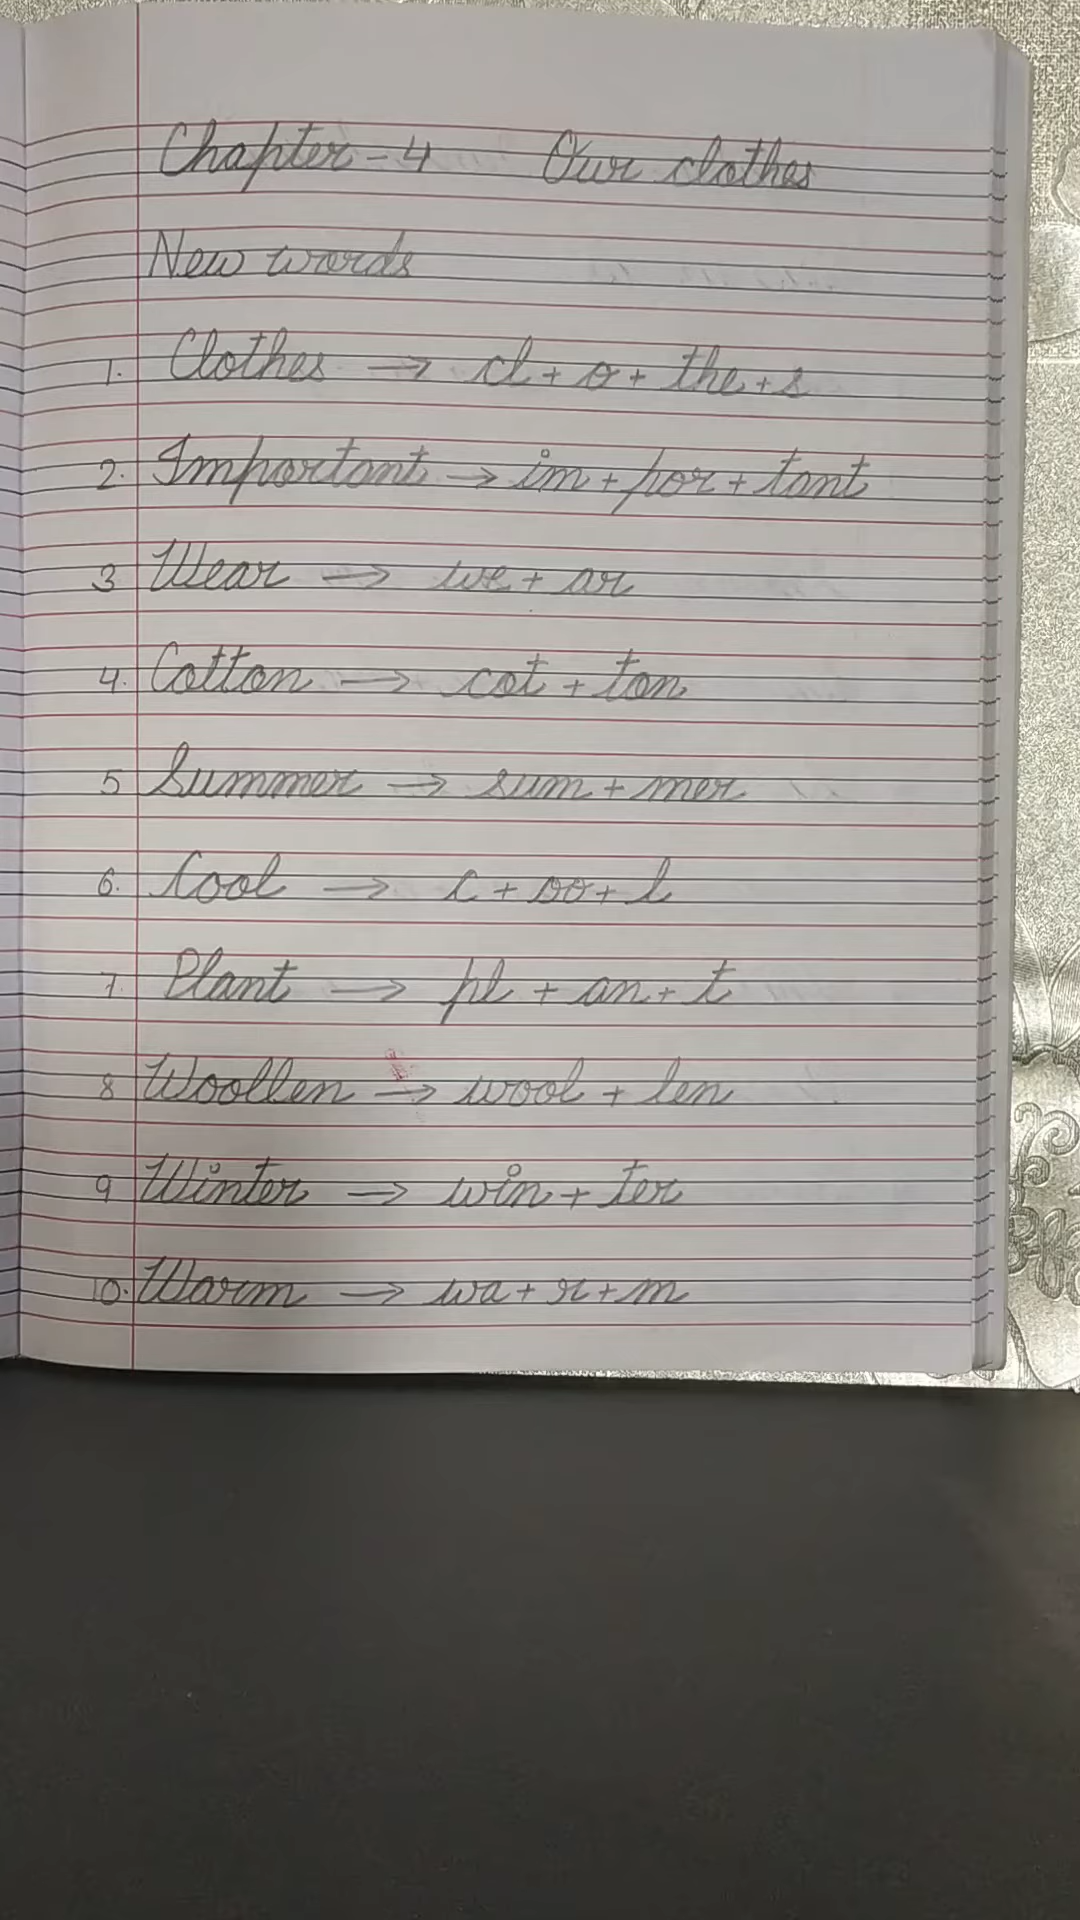 Chapter - 4 Our clothes
New words
1. Clothes → cl + o + the + s
2. Important → im + por + tant
3 Wear → we + ar
4. Cotton → cot + ton
5 Summer → sum + mer
6. Cool → c + oo + l
7. Plant → pl + an + t
8 Woollen → wool + len
9 Winter → win + ter
10. Warm → wa + r + m